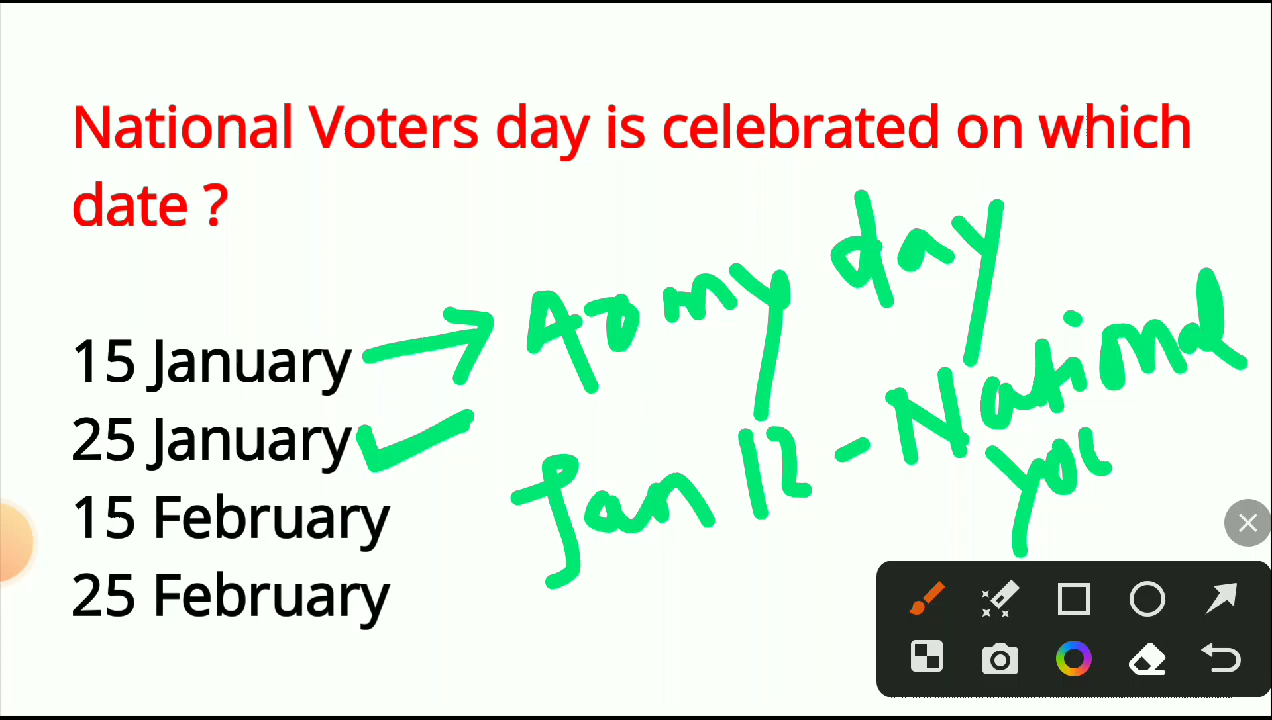 National Voters day is celebrated on which
date ?
15 January → Army day
25 January ✓
Jan 12 - National
you
15 February
25 February